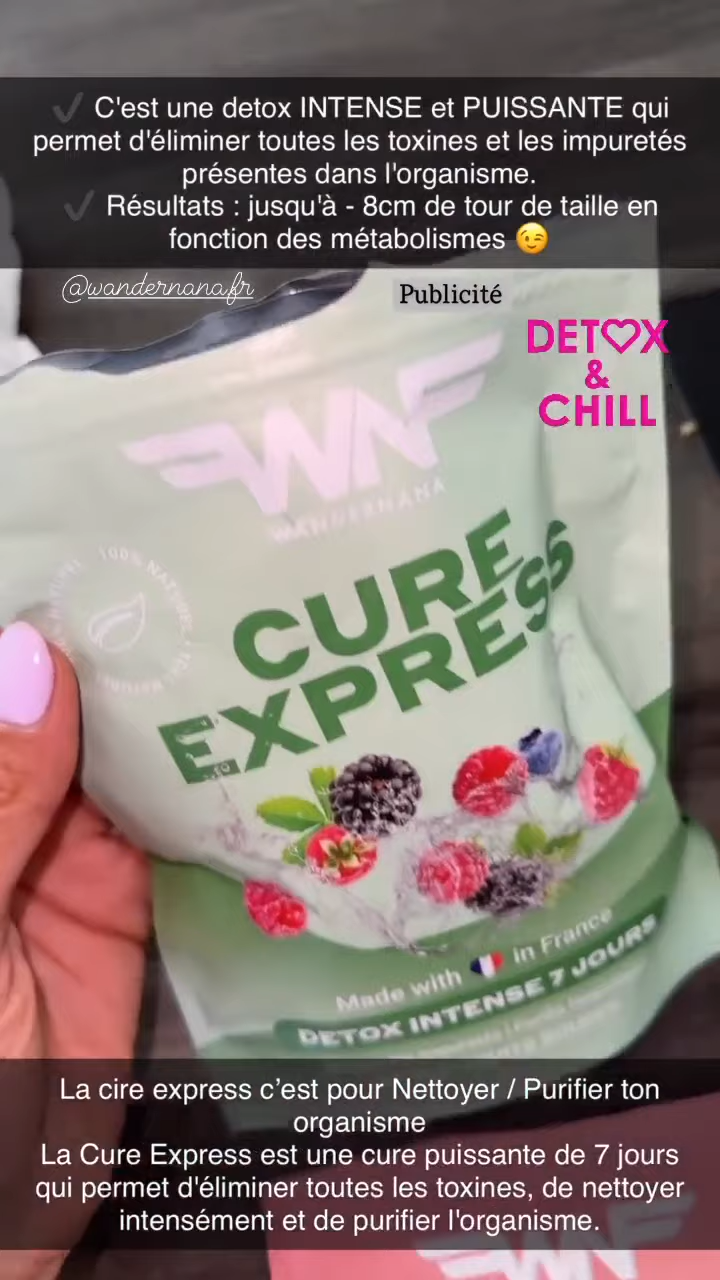 ✔️ C'est une detox INTENSE et PUISSANTE qui
permet d'éliminer toutes les toxines et les impuretés
présentes dans l'organisme.
✔️ Résultats : jusqu'à - 8cm de tour de taille en
fonction des métabolismes 😉
@wandernana.fr
Publicité
DETOX
&
CHILL
WN
WANDERNANA
100% NATUREL
CURE
EXPRESS
Made with in France
DETOX INTENSE 7 JOURS
La cire express c’est pour Nettoyer / Purifier ton
organisme
La Cure Express est une cure puissante de 7 jours
qui permet d'éliminer toutes les toxines, de nettoyer
intensément et de purifier l'organisme.